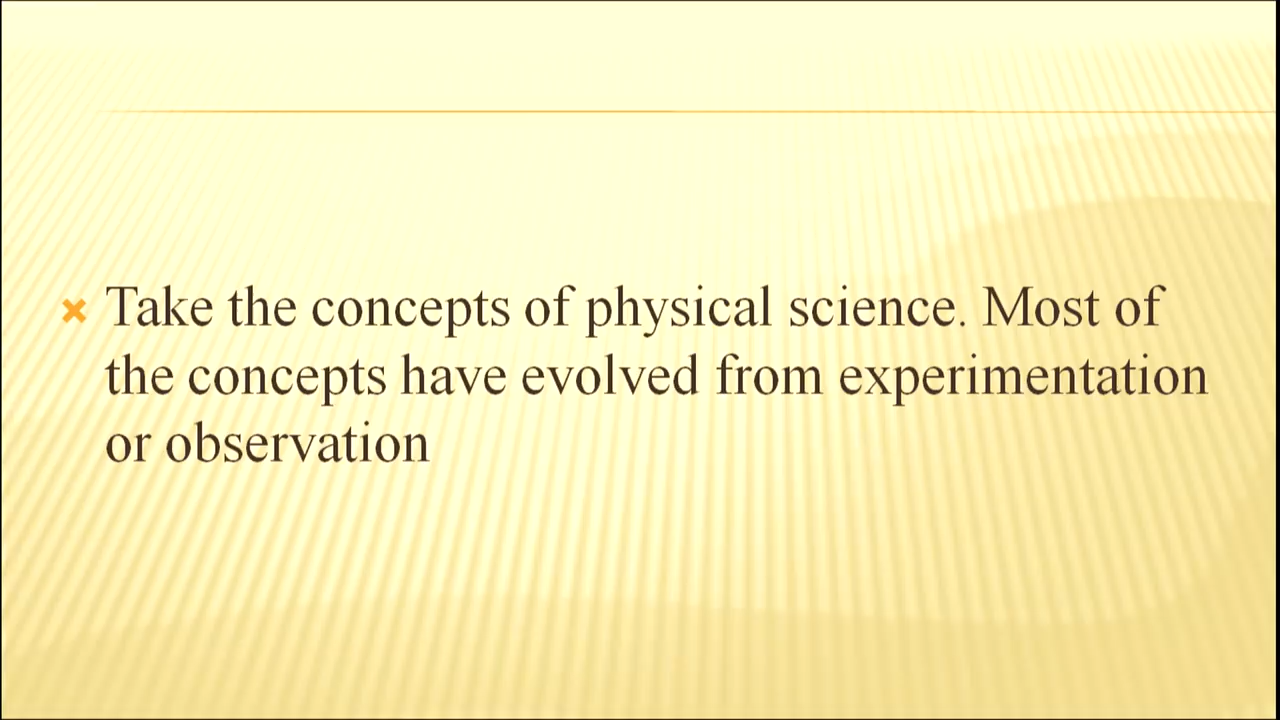 Take the concepts of physical science. Most of
the concepts have evolved from experimentation
or observation